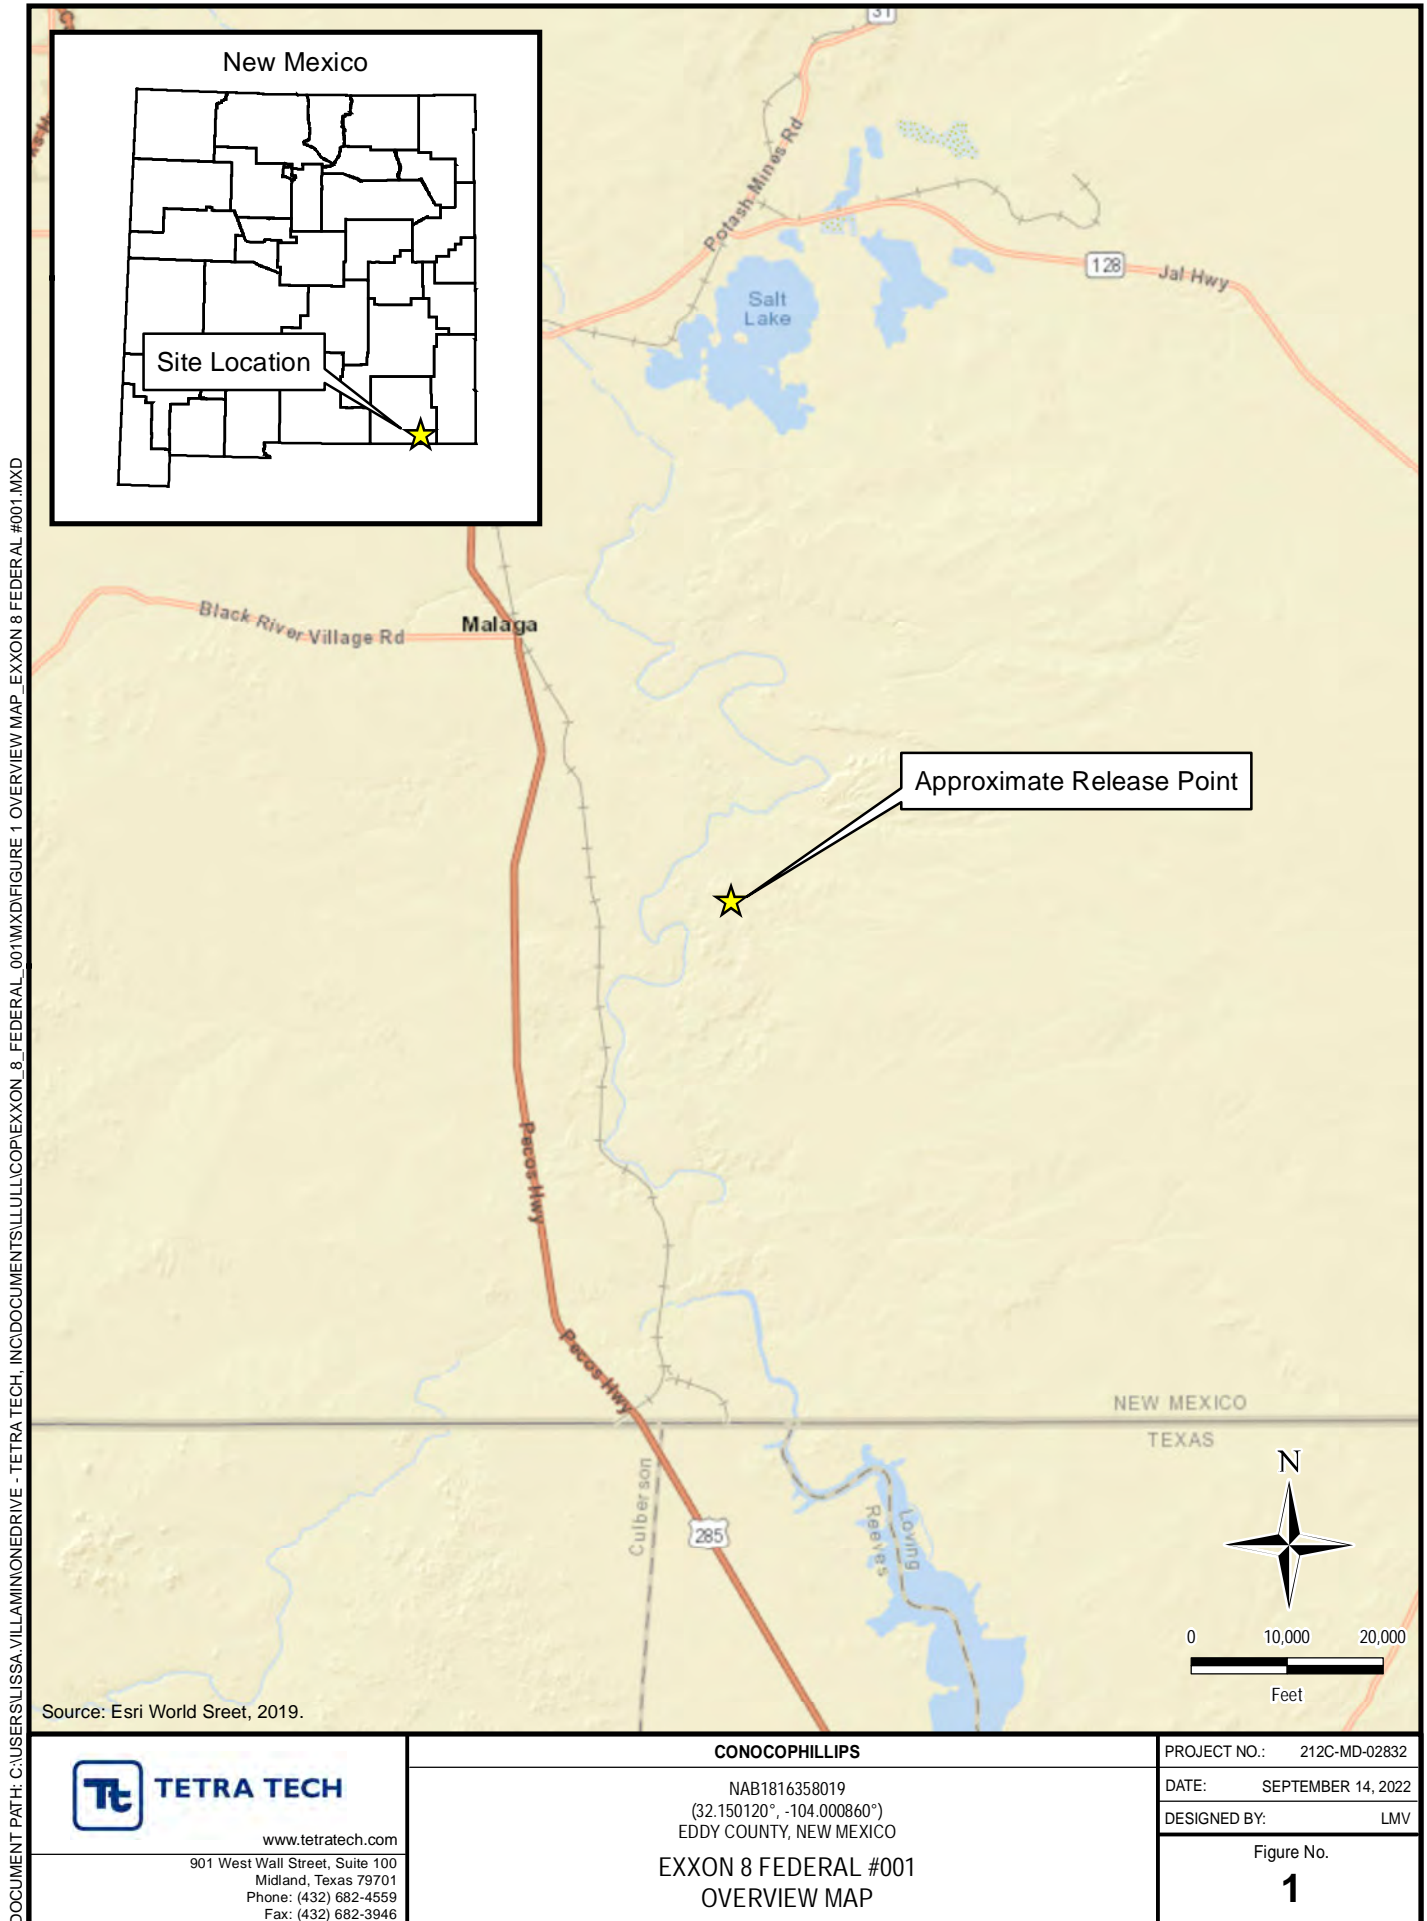 New Mexico
Site Location
31
Potash Mines Rd
128
Jal Hwy
Salt
Lake
Black River Village Rd
Malaga
Approximate Release Point
Pecos Hwy
Pecos Hwy
NEW MEXICO
TEXAS
Culberson
285
Reeves
Loving
N
0 10,000 20,000
Feet
Source: Esri World Sreet, 2019.
DOCUMENT PATH: C:\USERS\LISSA.VILLAMIN\ONEDRIVE - TETRA TECH, INC\DOCUMENTS\LLULL\COP\EXXON_8_FEDERAL_001\MXD\FIGURE 1 OVERVIEW MAP_EXXON 8 FEDERAL #001.MXD
Tt TETRA TECH
www.tetratech.com
901 West Wall Street, Suite 100
Midland, Texas 79701
Phone: (432) 682-4559
Fax: (432) 682-3946
CONOCOPHILLIPS
NAB1816358019
(32.150120°, -104.000860°)
EDDY COUNTY, NEW MEXICO
EXXON 8 FEDERAL #001
OVERVIEW MAP
PROJECT NO.: 212C-MD-02832
DATE: SEPTEMBER 14, 2022
DESIGNED BY: LMV
Figure No.
1